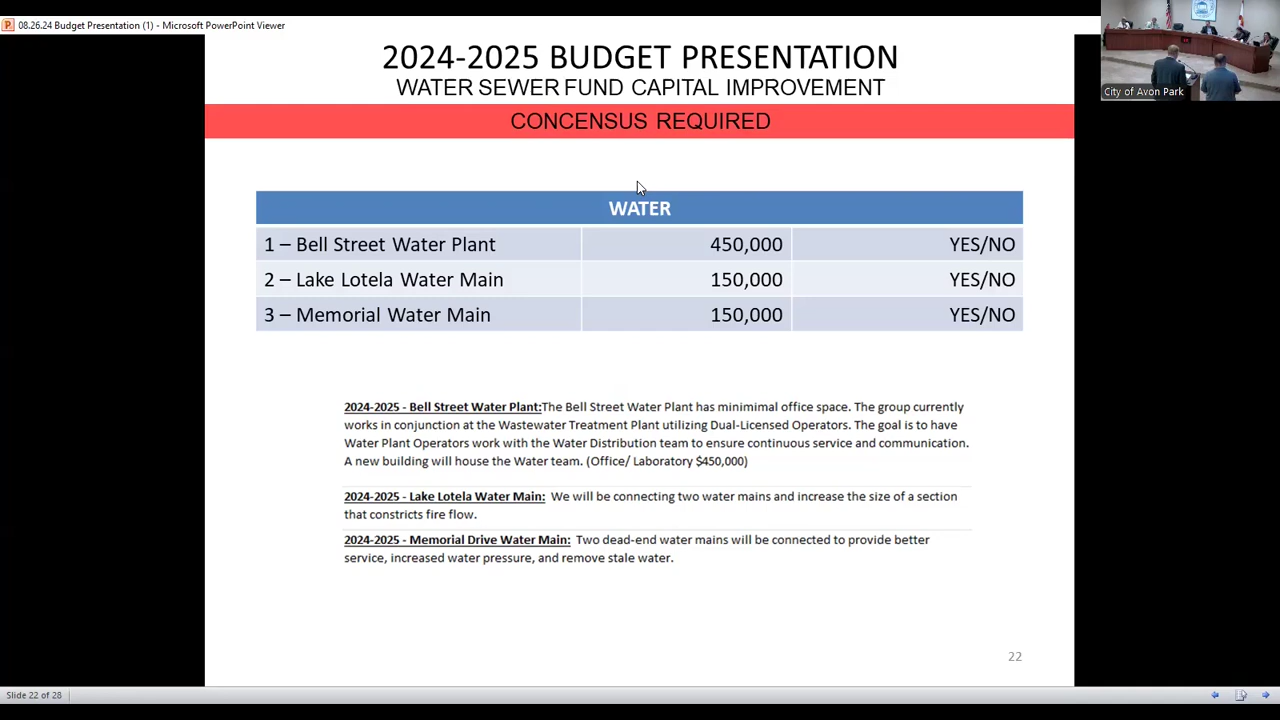 08.26.24 Budget Presentation (1) - Microsoft PowerPoint Viewer
2024-2025 BUDGET PRESENTATION
WATER SEWER FUND CAPITAL IMPROVEMENT
CONCENSUS REQUIRED
City of Avon Park
WATER
1 – Bell Street Water Plant 450,000 YES/NO
2 – Lake Lotela Water Main 150,000 YES/NO
3 – Memorial Water Main 150,000 YES/NO
2024-2025 - Bell Street Water Plant:The Bell Street Water Plant has minimimal office space. The group currently
works in conjunction at the Wastewater Treatment Plant utilizing Dual-Licensed Operators. The goal is to have
Water Plant Operators work with the Water Distribution team to ensure continuous service and communication.
A new building will house the Water team. (Office/ Laboratory $450,000)
2024-2025 - Lake Lotela Water Main: We will be connecting two water mains and increase the size of a section
that constricts fire flow.
2024-2025 - Memorial Drive Water Main: Two dead-end water mains will be connected to provide better
service, increased water pressure, and remove stale water.
22
Slide 22 of 28